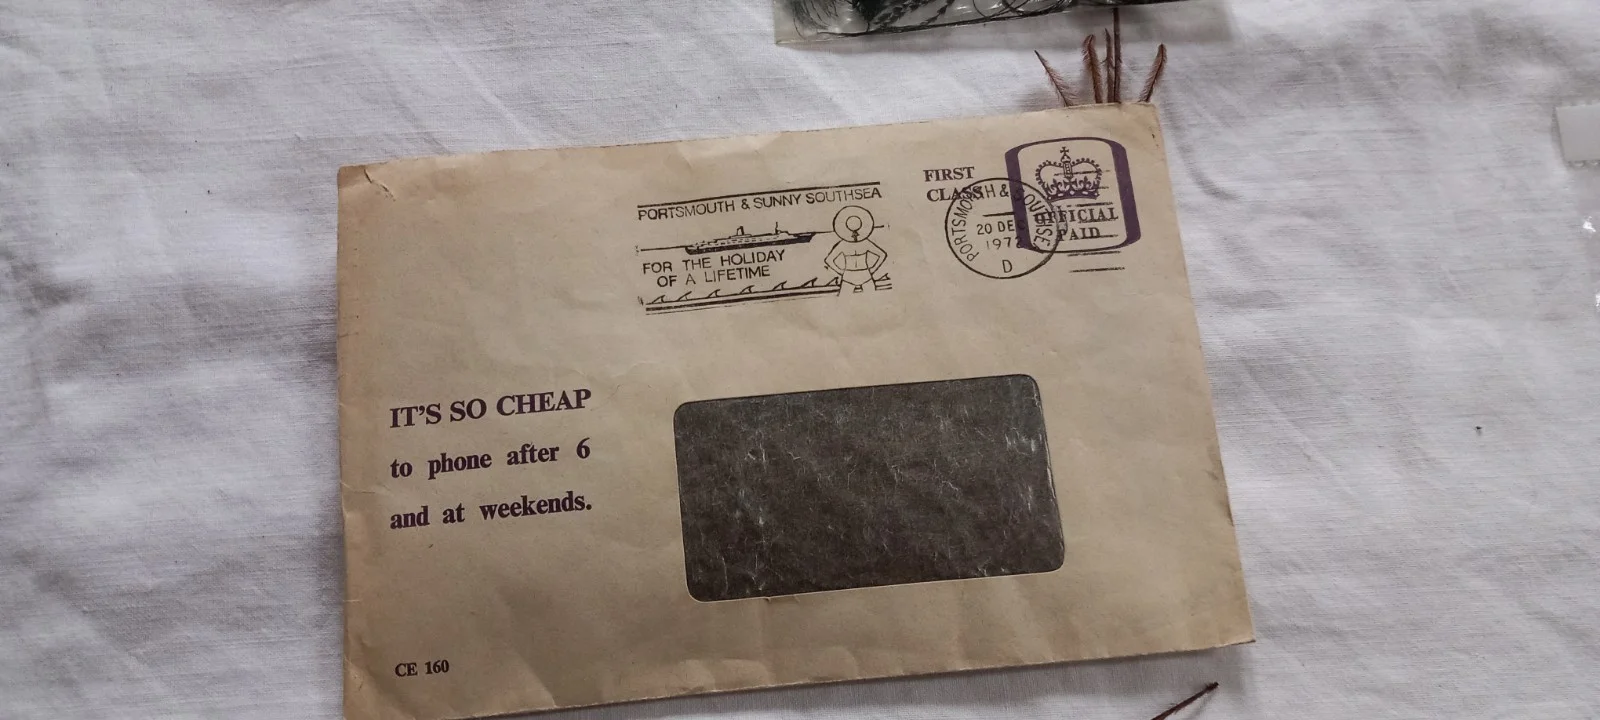 PORTSMOUTH & SUNNY SOUTHSEA
FOR THE HOLIDAY
OF A LIFETIME
FIRST
CLASS
PORTSMOUTH & SOUTHSEA
20 DEC
1972
D
OFFICIAL
PAID
IT'S SO CHEAP
to phone after 6
and at weekends.
CE 160